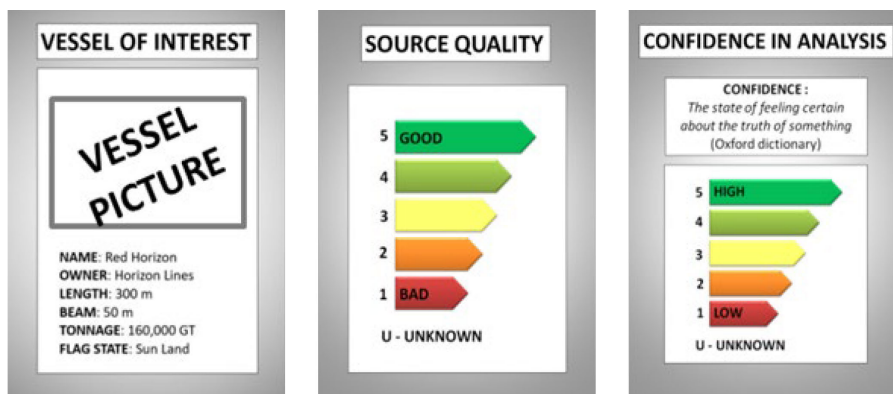 VESSEL OF INTEREST
VESSEL
PICTURE
NAME: Red Horizon
OWNER: Horizon Lines
LENGTH: 300 m
BEAM: 50 m
TONNAGE: 160,000 GT
FLAG STATE: Sun Land
SOURCE QUALITY
5 GOOD
4
3
2
1 BAD
U - UNKNOWN
CONFIDENCE IN ANALYSIS
CONFIDENCE :
The state of feeling certain
about the truth of something
(Oxford dictionary)
5 HIGH
4
3
2
1 LOW
U - UNKNOWN